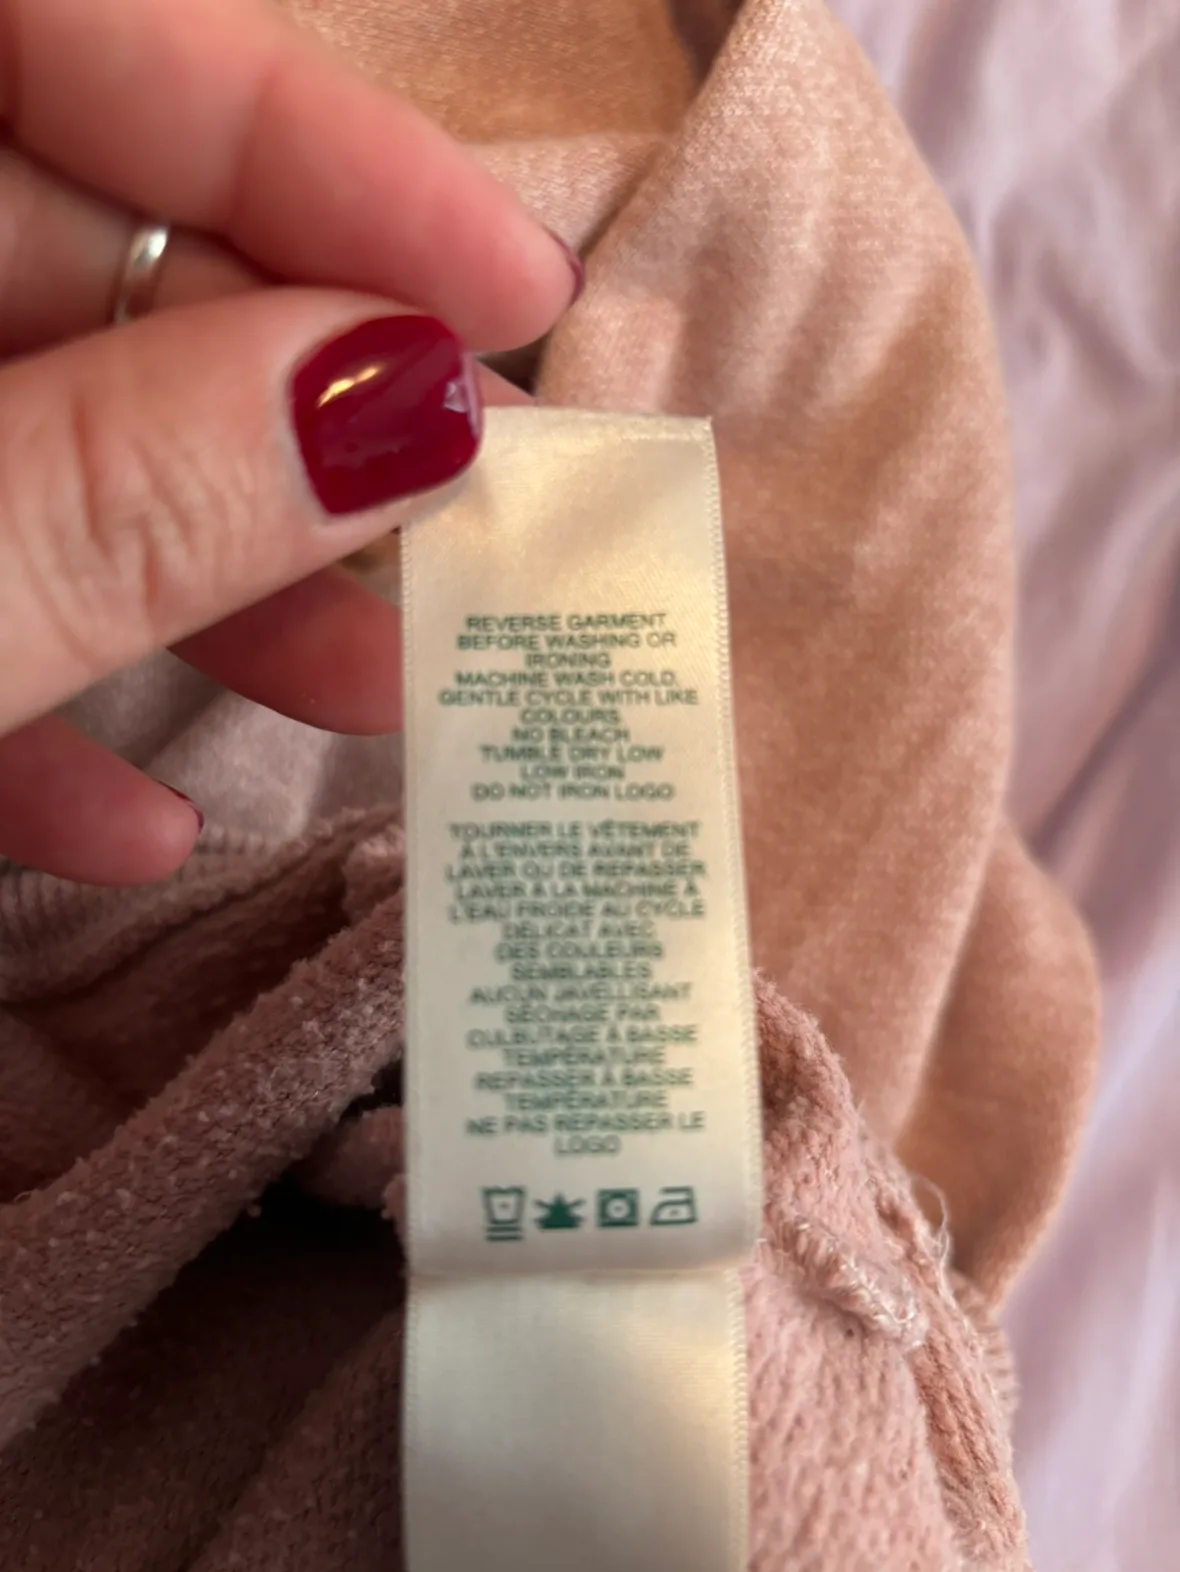 REVERSE GARMENT
BEFORE WASHING OR
IRONING
MACHINE WASH COLD,
GENTLE CYCLE WITH LIKE
COLOURS
NO BLEACH
TUMBLE DRY LOW
LOW IRON
DO NOT IRON LOGO
TOURNER LE VÊTEMENT
À L'ENVERS AVANT DE
LAVER OU DE REPASSER
LAVER À LA MACHINE À
L'EAU FROIDE AU CYCLE
DÉLICAT AVEC
DES COULEURS
SEMBLABLES
AUCUN JAVELLISANT
SÉCHAGE PAR
CULBUTAGE À BASSE
TEMPÉRATURE
REPASSER À BASSE
TEMPÉRATURE
NE PAS REPASSER LE
LOGO